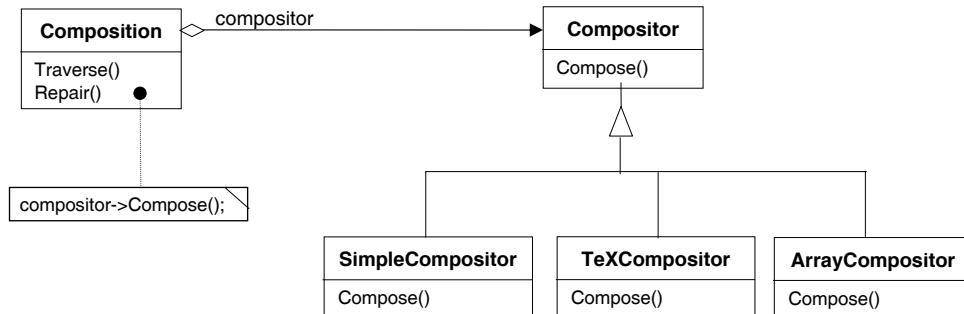 Composition
compositor
Compositor
Traverse()
Repair()
Compose()
compositor->Compose();
SimpleCompositor
TeXCompositor
ArrayCompositor
Compose()
Compose()
Compose()